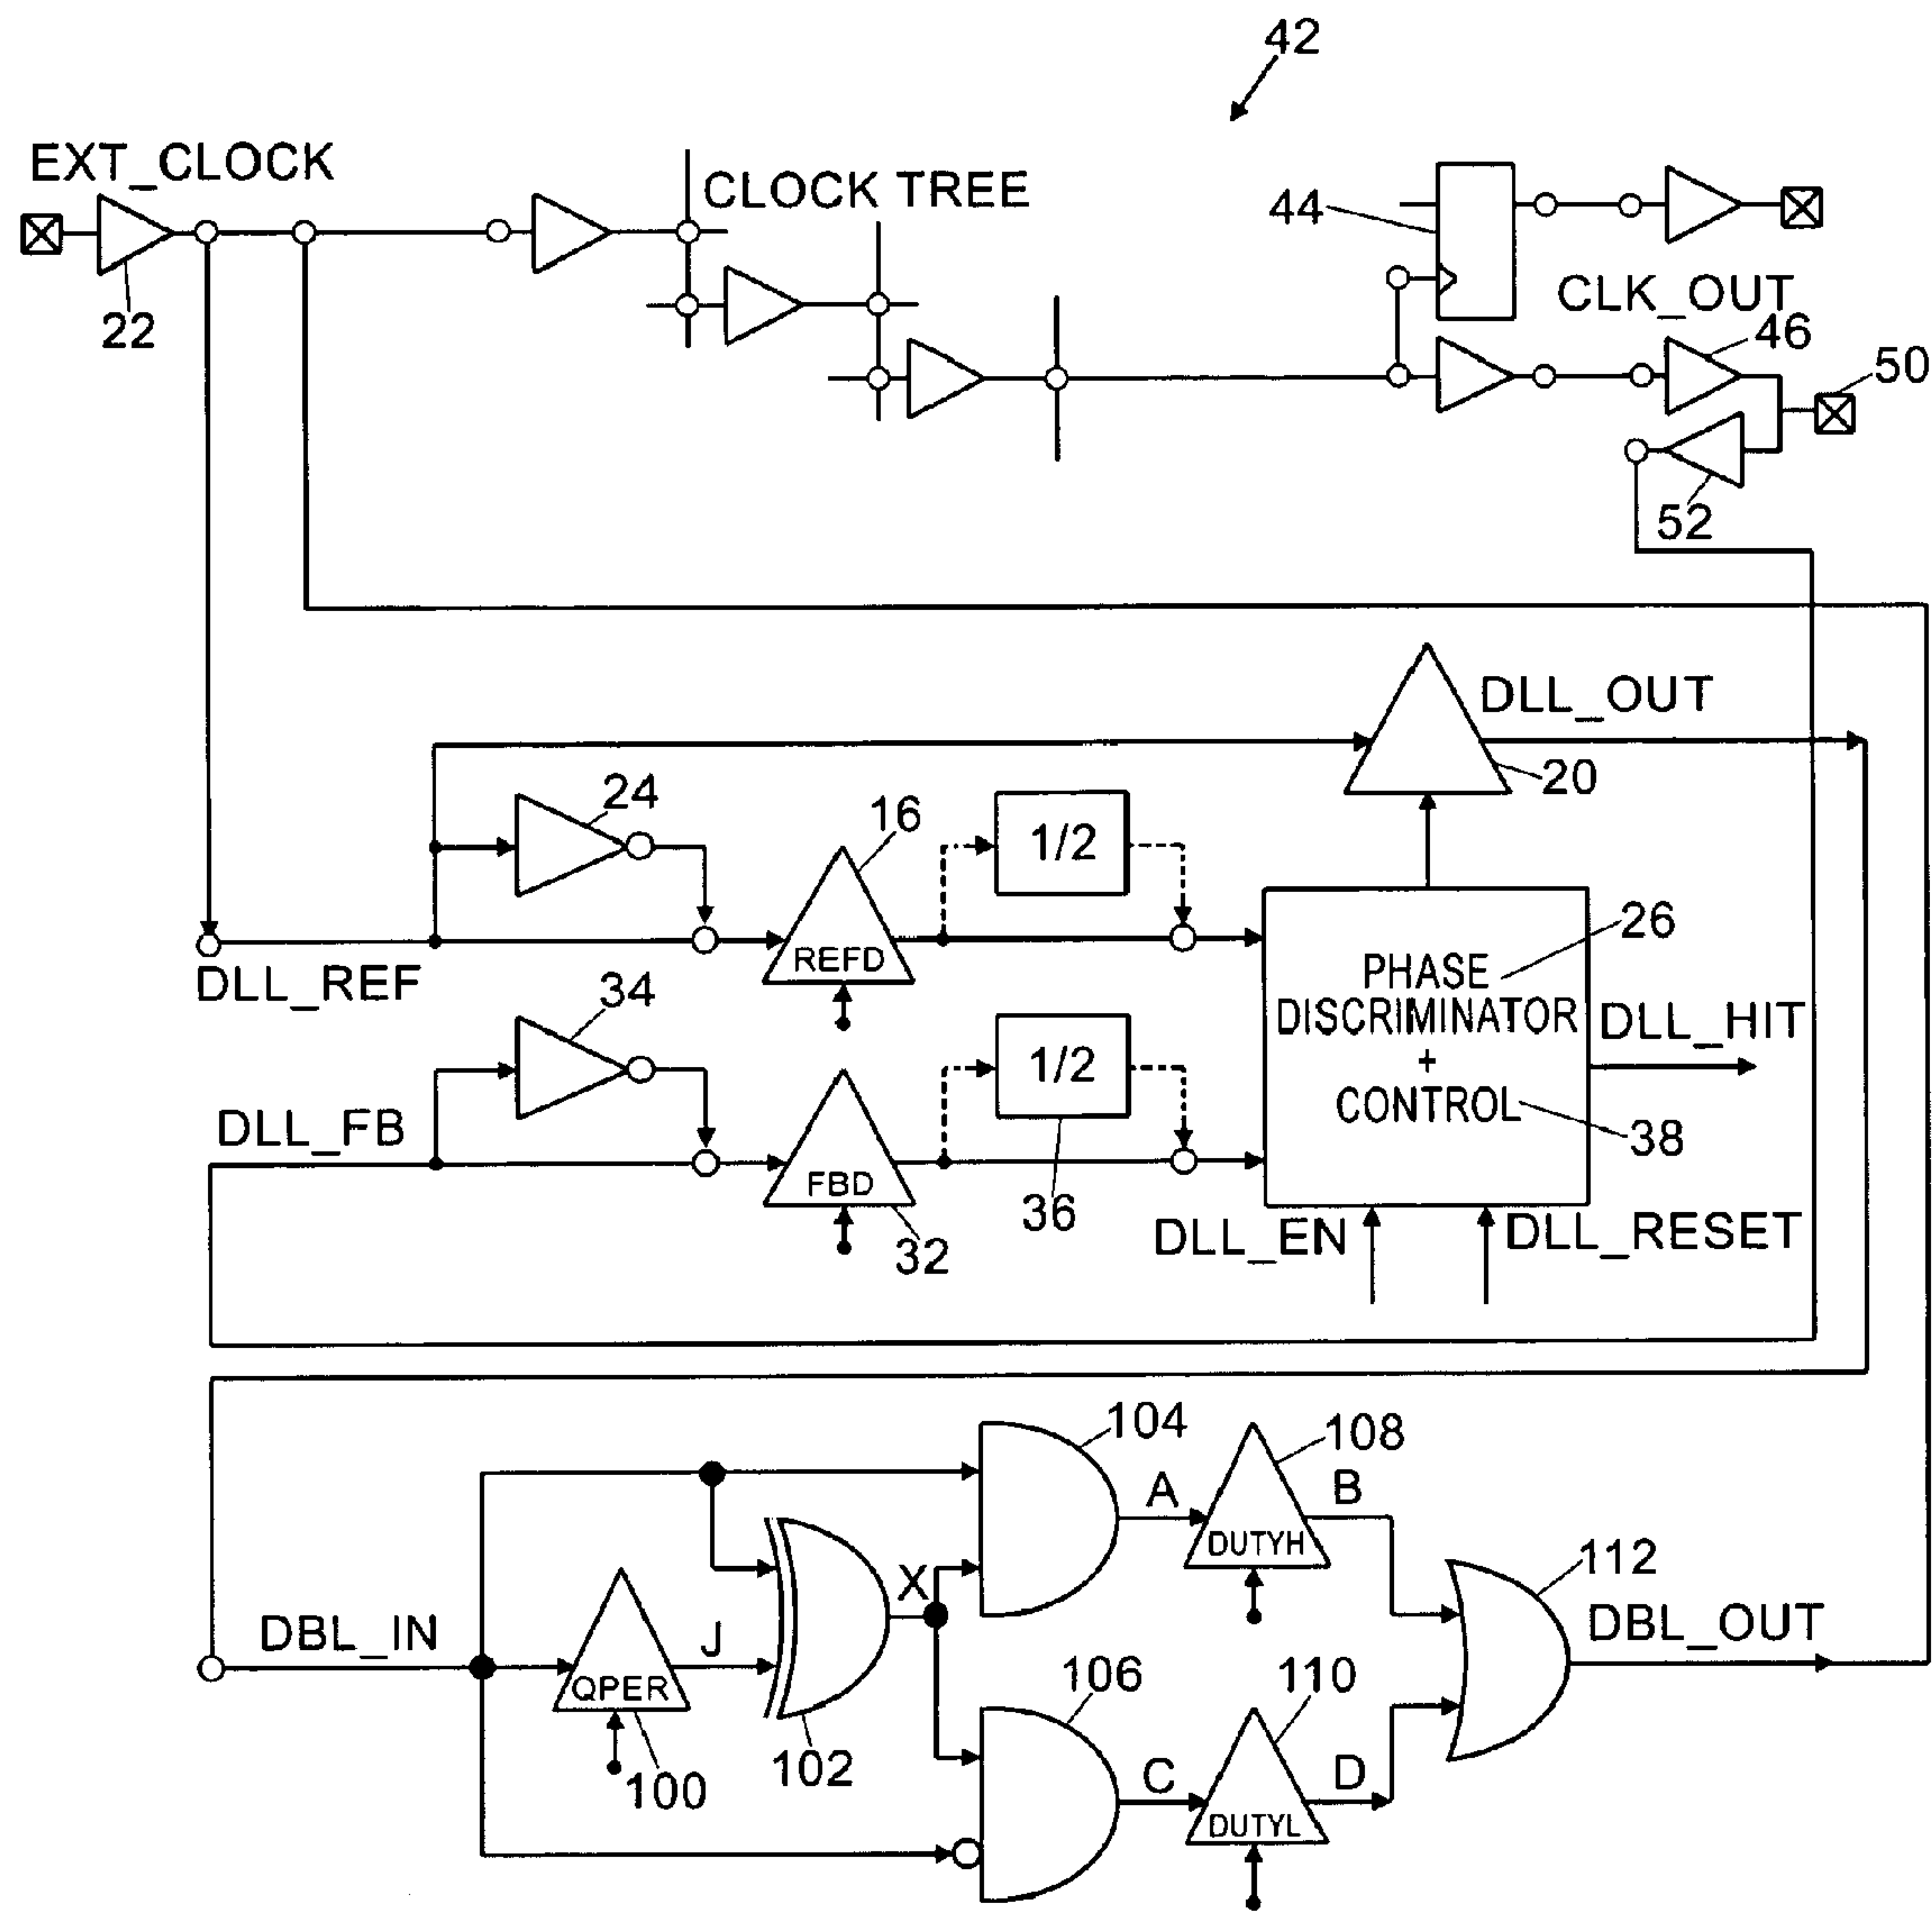 42
EXT_CLOCK
CLOCK TREE
44
22
CLK_OUT
46
50
52
DLL_OUT
20
24
16
1/2
REFD
26
DLL_REF
PHASE
DISCRIMINATOR
+
CONTROL
34
DLL_HIT
1/2
DLL_FB
38
FBD
36
32
DLL_EN
DLL_RESET
104
108
A
B
DUTYH
112
X
DBL_IN
J
DBL_OUT
QPER
106
110
102
100
C
D
DUTYL